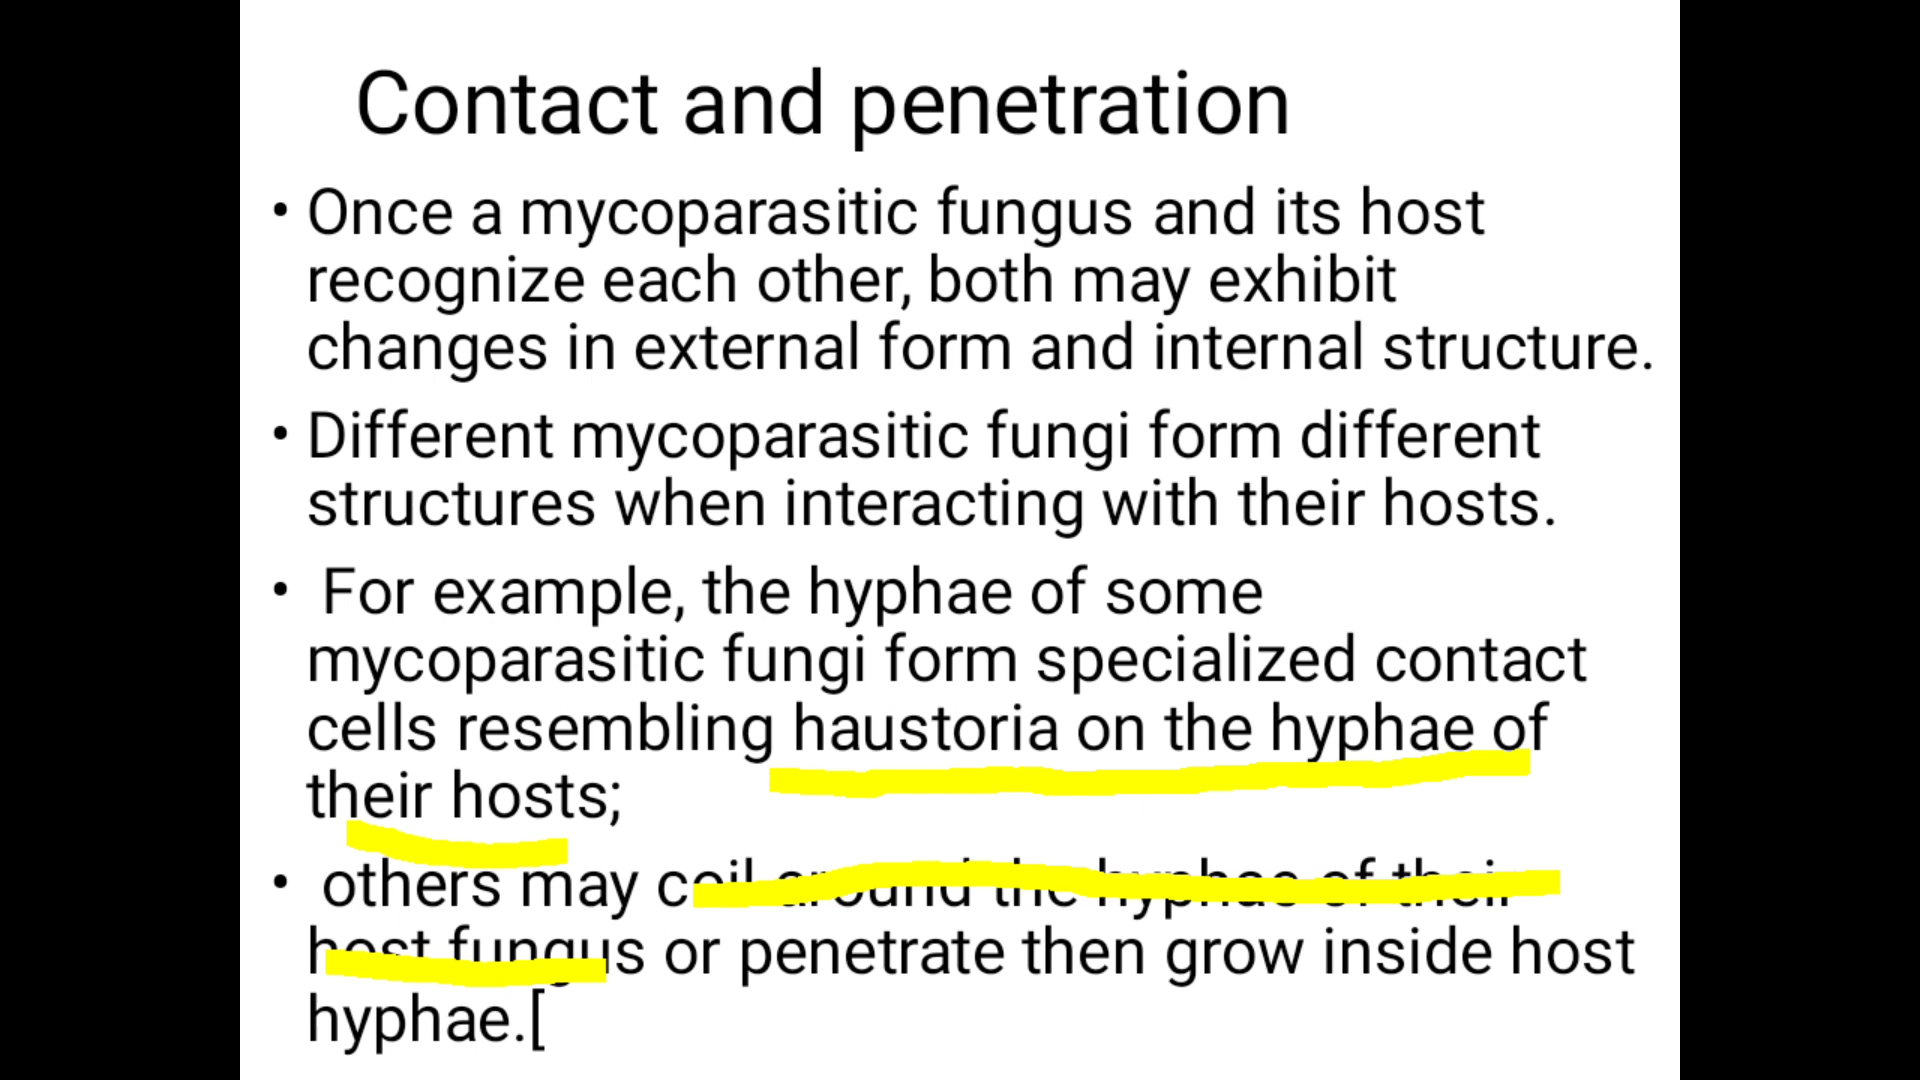 Contact and penetration
• Once a mycoparasitic fungus and its host
recognize each other, both may exhibit
changes in external form and internal structure.
• Different mycoparasitic fungi form different
structures when interacting with their hosts.
• For example, the hyphae of some
mycoparasitic fungi form specialized contact
cells resembling haustoria on the hyphae of
their hosts;
• others may coil around the hyphae of their
host fungus or penetrate then grow inside host
hyphae.[